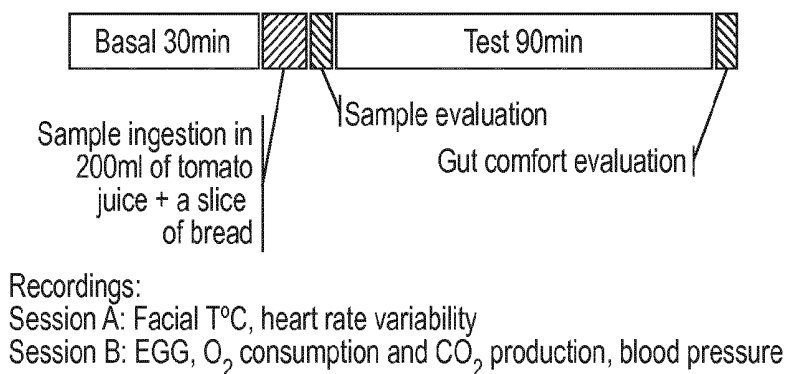 Basal 30min
Test 90min
Sample evaluation
Sample ingestion in
200ml of tomato
juice + a slice
of bread
Gut comfort evaluation
Recordings:
Session A: Facial TºC, heart rate variability
Session B: EGG, O₂ consumption and CO₂ production, blood pressure